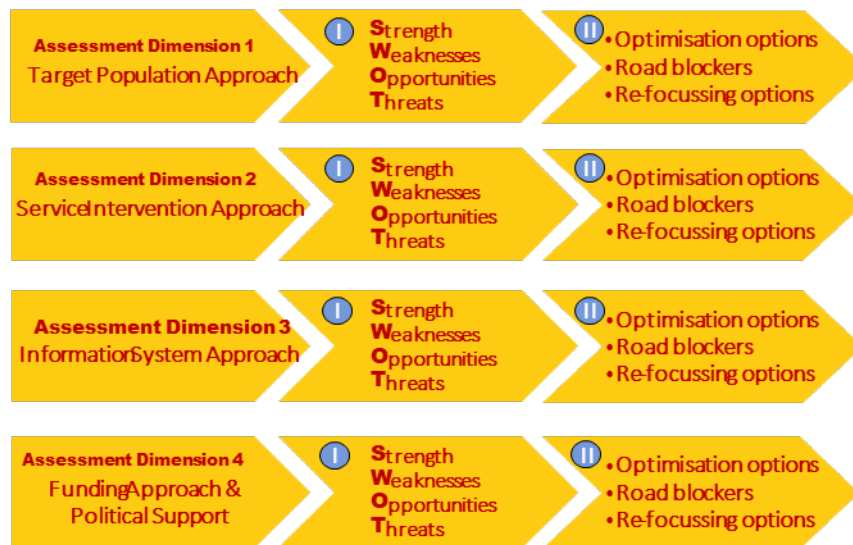 Assessment Dimension 1
Target Population Approach
I
Strength
Weaknesses
Opportunities
Threats
II
• Optimisation options
• Road blockers
• Re-focussing options
Assessment Dimension 2
ServiceIntervention Approach
I
Strength
Weaknesses
Opportunities
Threats
II
• Optimisation options
• Road blockers
• Re-focussing options
Assessment Dimension 3
InformationSystem Approach
I
Strength
Weaknesses
Opportunities
Threats
II
• Optimisation options
• Road blockers
• Re-focussing options
Assessment Dimension 4
FundingApproach &
Political Support
I
Strength
Weaknesses
Opportunities
Threats
II
• Optimisation options
• Road blockers
• Re-focussing options